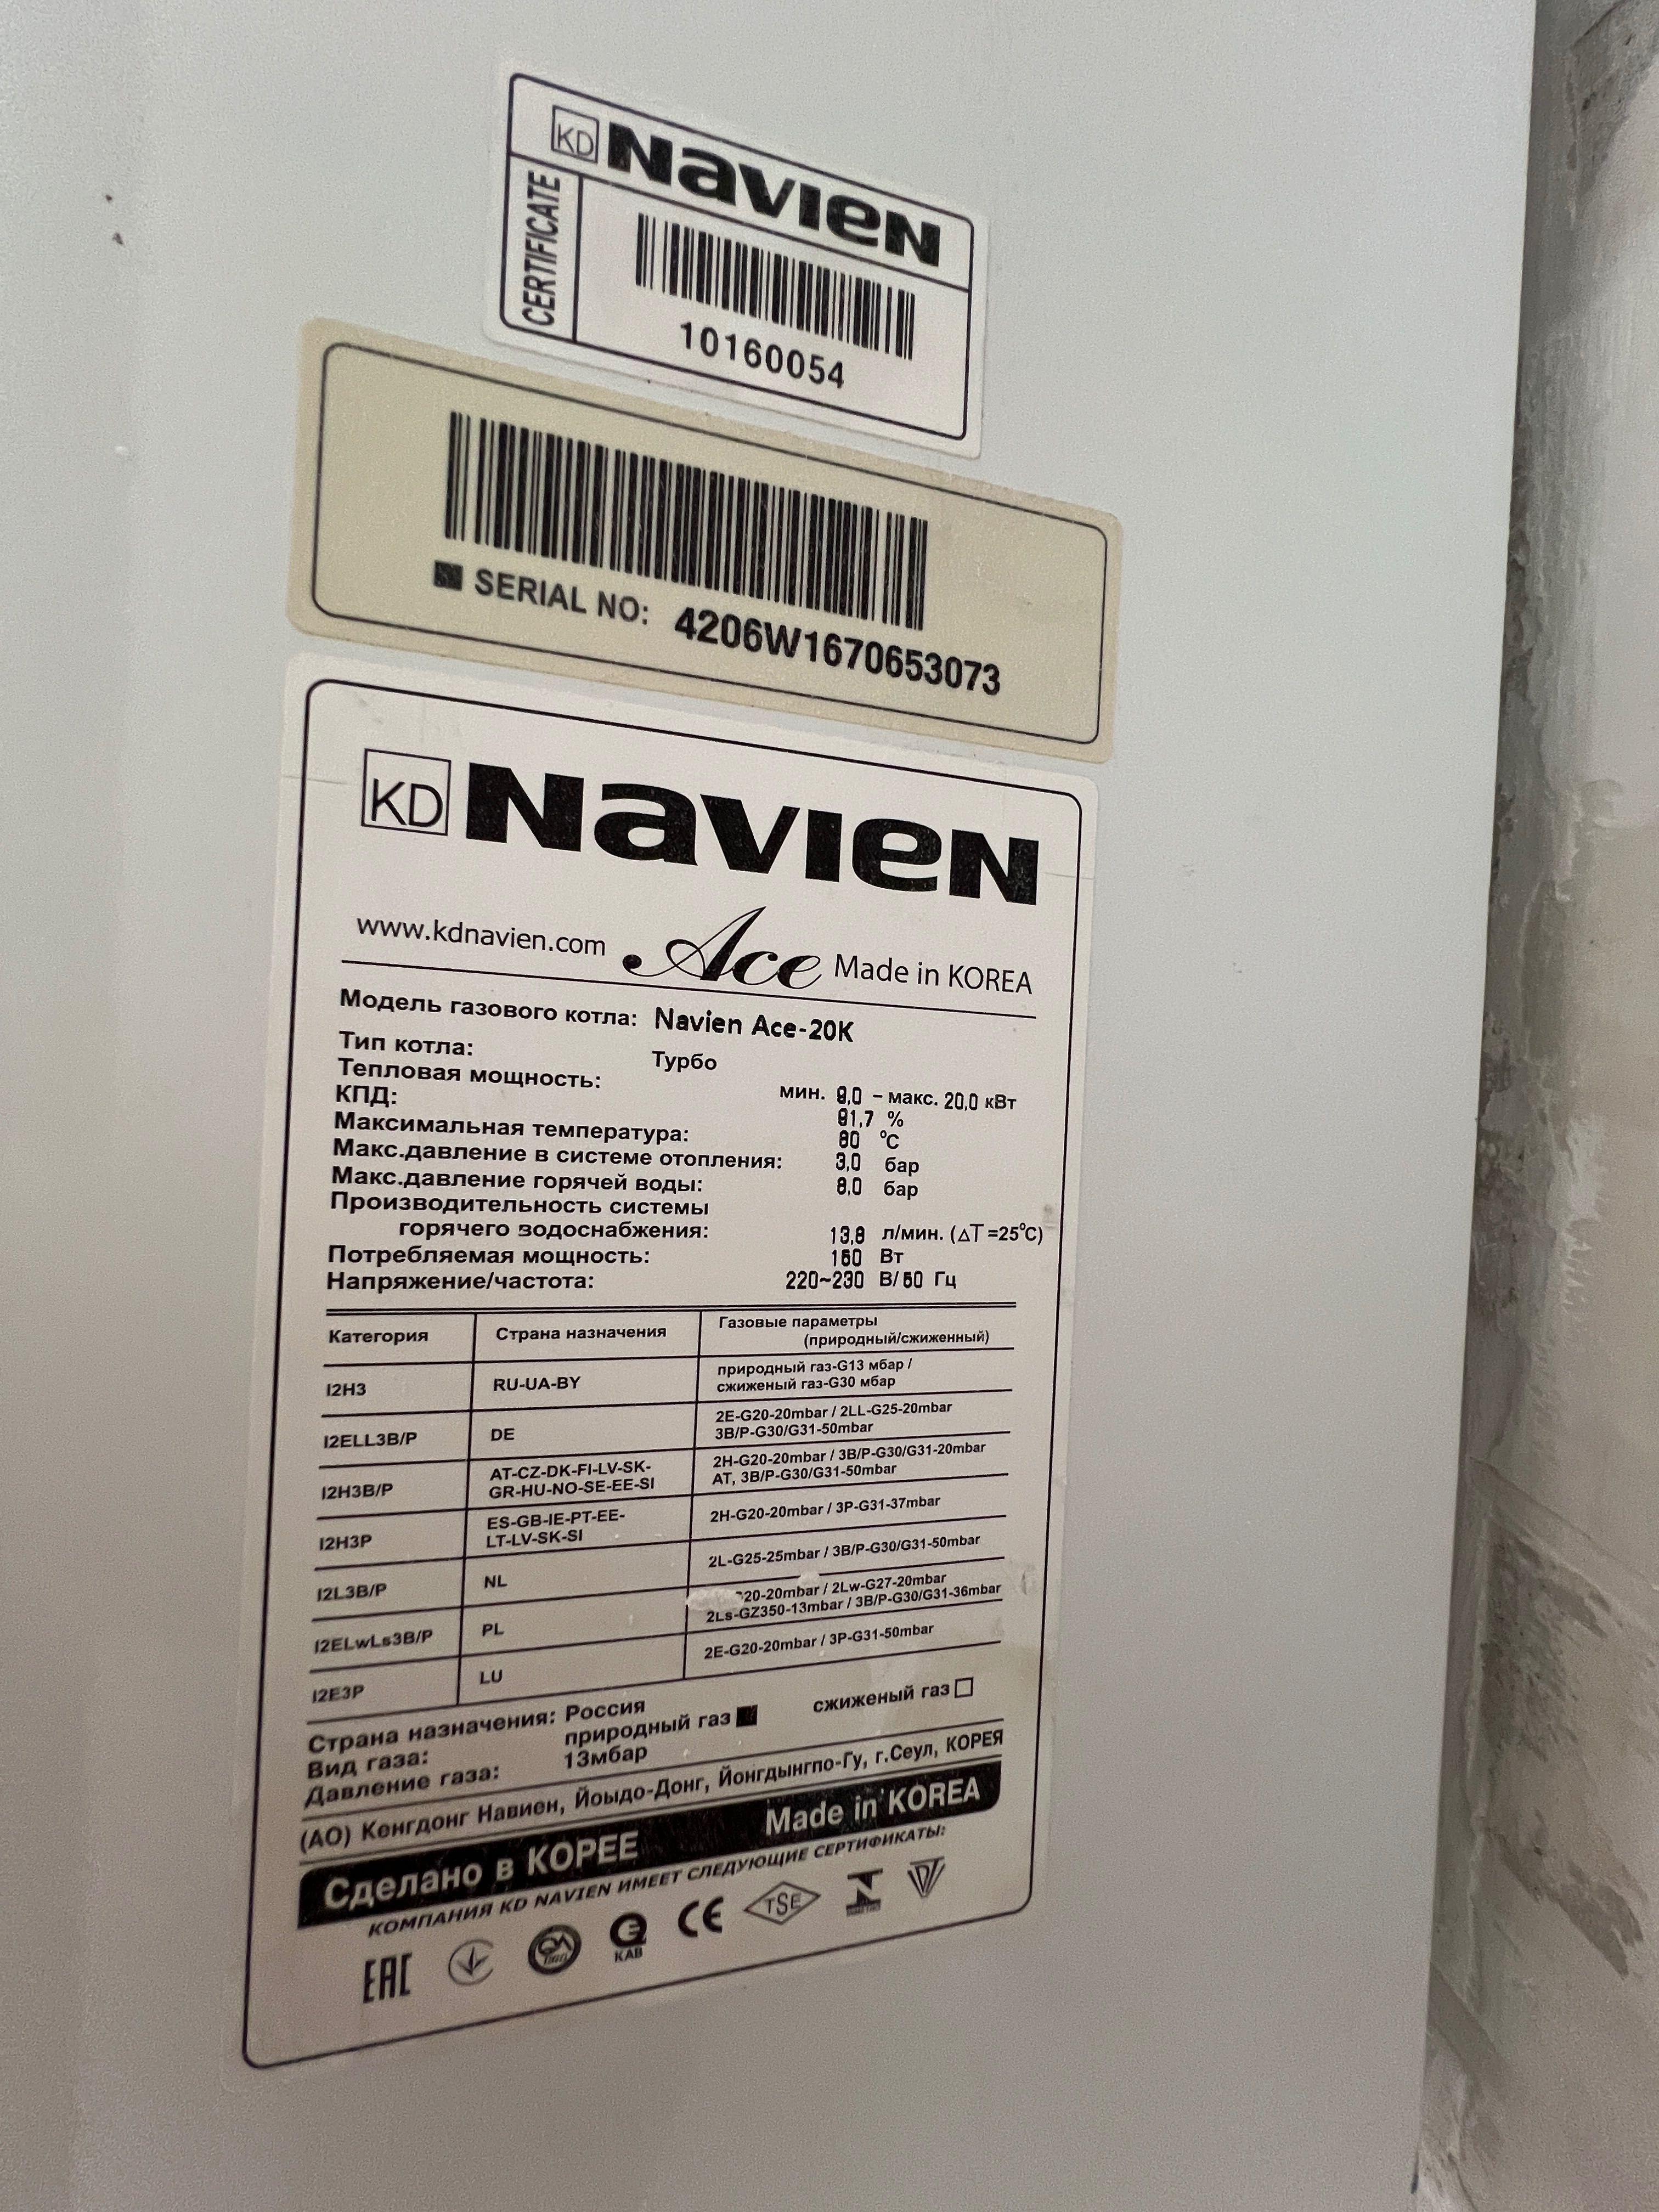 KD NAVIEN
CERTIFICATE
10160054
SERIAL NO: 4206W1670653073
KD NAVIEN
www.kdnavien.com Ace Made in KOREA
Модель газового котла: Navien Ace-20K
Тип котла: Турбо
Тепловая мощность: мин. 9,0 – макс. 20,0 кВт
КПД: 91,7 %
Максимальная температура: 80 °C
Макс.давление в системе отопления: 3,0 бар
Макс.давление горячей воды: 8,0 бар
Производительность системы
горячего водоснабжения: 13,8 л/мин. (ΔT=25°C)
Потребляемая мощность: 150 Вт
Напряжение/частота: 220~230 В/ 50 Гц
Категория Страна назначения Газовые параметры
(природный/сжиженный)
I2H3 RU-UA-BY природный газ-G13 мбар /
сжиженый газ-G30 мбар
I2ELL3B/P DE 2E-G20-20mbar / 2LL-G25-20mbar
3B/P-G30/G31-50mbar
I2H3B/P AT-CZ-DK-FI-LV-SK- 2H-G20-20mbar / 3B/P-G30/G31-20mbar
GR-HU-NO-SE-EE-SI AT, 3B/P-G30/G31-50mbar
I2H3P ES-GB-IE-PT-EE- 2H-G20-20mbar / 3P-G31-37mbar
LT-LV-SK-SI
I2L3B/P NL 2L-G25-25mbar / 3B/P-G30/G31-50mbar
I2ELwLs3B/P PL 20-20mbar / 2Lw-G27-20mbar
2Ls-GZ350-13mbar / 3B/P-G30/G31-36mbar
I2E3P LU 2E-G20-20mbar / 3P-G31-50mbar
Страна назначения: Россия
Вид газа: природный газ ■ сжиженый газ □
Давление газа: 13мбар
(АО) Кенгдонг Навиен, Йоыдо-Донг, Йонгдынгпо-Гу, г.Сеул, КОРЕЯ
Сделано в КОРЕЕ Made in KOREA
КОМПАНИЯ KD NAVIEN ИМЕЕТ СЛЕДУЮЩИЕ СЕРТИФИКАТЫ:
EAC CE TSE
KAB